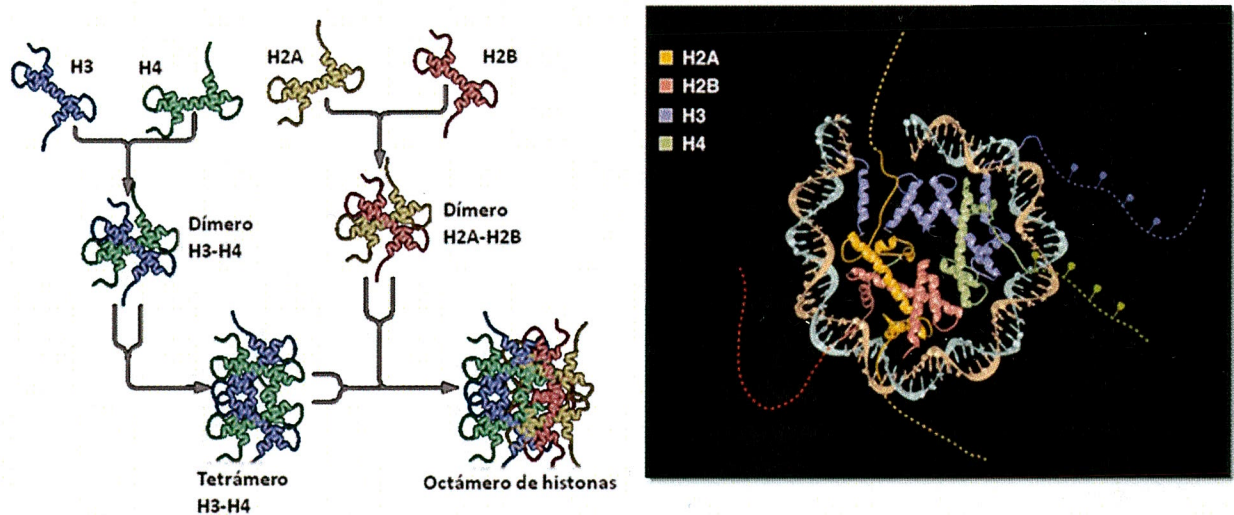 H3
H4
H2A
H2B
Dímero
H3-H4
Dímero
H2A-H2B
Tetrámero
H3-H4
Octámero de histonas
H2A
H2B
H3
H4